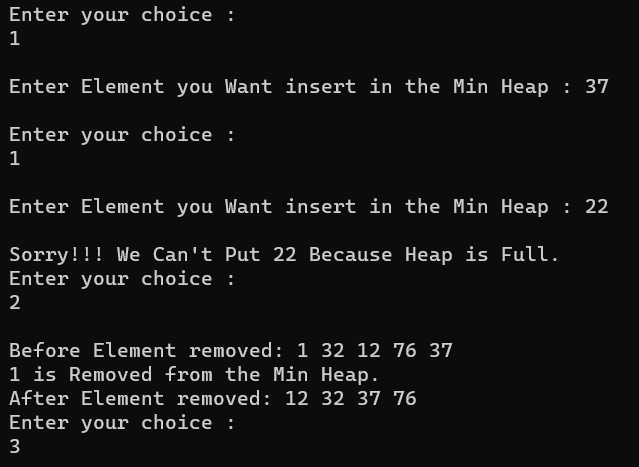 Enter your choice :
1
Enter Element you Want insert in the Min Heap : 37
Enter your choice :
1
Enter Element you Want insert in the Min Heap : 22
Sorry!!! We Can't Put 22 Because Heap is Full.
Enter your choice :
2
Before Element removed: 1 32 12 76 37
1 is Removed from the Min Heap.
After Element removed: 12 32 37 76
Enter your choice :
3